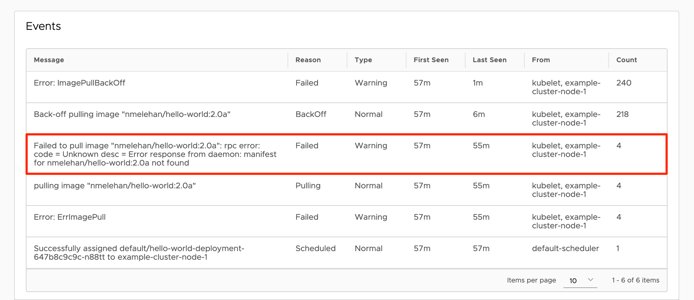 Events
Message Reason Type First Seen Last Seen From Count
Error: ImagePullBackOff Failed Warning 57m 1m kubelet, example- 240
cluster-node-1
Back-off pulling image "nmelehan/hello-world:2.0a" BackOff Normal 57m 6m kubelet, example- 218
cluster-node-1
Failed to pull image "nmelehan/hello-world:2.0a": rpc error: Failed Warning 57m 55m kubelet, example- 4
code = Unknown desc = Error response from daemon: manifest cluster-node-1
for nmelehan/hello-world:2.0a not found
pulling image "nmelehan/hello-world:2.0a" Pulling Normal 57m 55m kubelet, example- 4
cluster-node-1
Error: ErrImagePull Failed Warning 57m 55m kubelet, example- 4
cluster-node-1
Successfully assigned default/hello-world-deployment- Scheduled Normal 57m 57m default-scheduler 1
647b8c9c9c-n88tt to example-cluster-node-1
Items per page 10 1 - 6 of 6 items